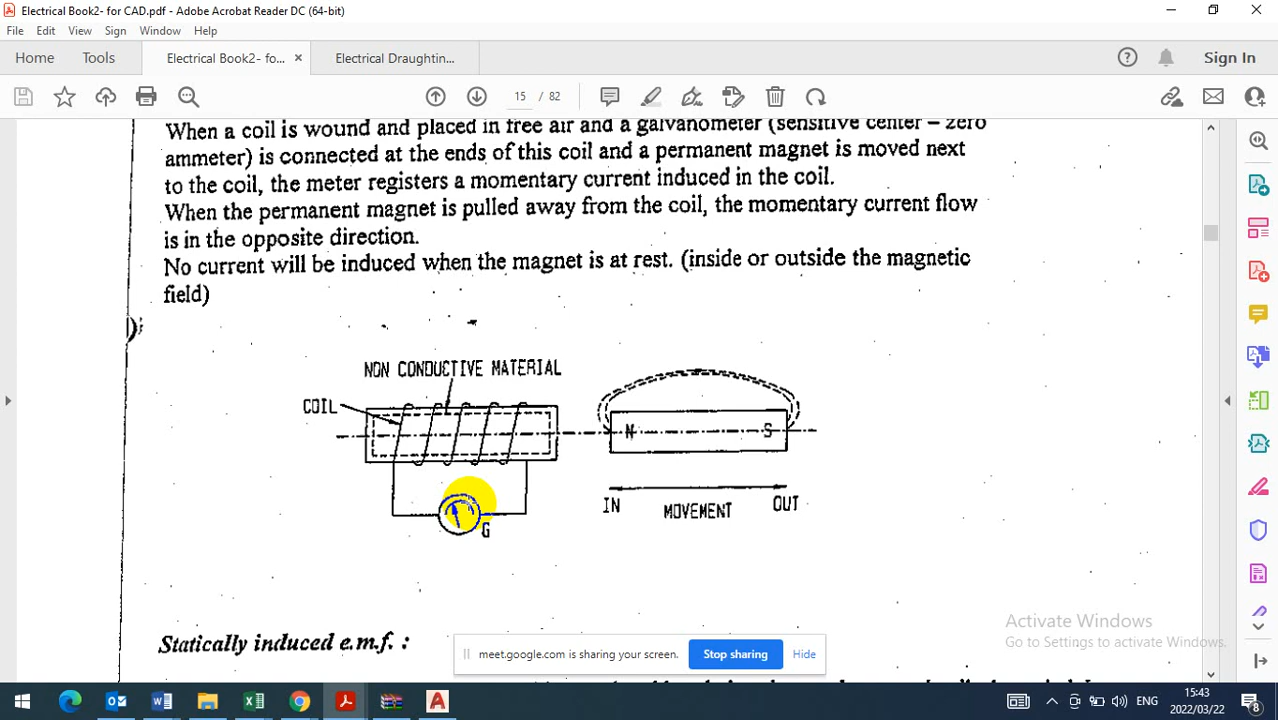 Electrical Book2- for CAD.pdf - Adobe Acrobat Reader DC (64-bit)
File Edit View Sign Window Help
Home Tools Electrical Book2- fo... × Electrical Draughtin... Sign In
15 / 82
When a coil is wound and placed in free air and a galvanometer (sensitive center – zero
ammeter) is connected at the ends of this coil and a permanent magnet is moved next
to the coil, the meter registers a momentary current induced in the coil.
When the permanent magnet is pulled away from the coil, the momentary current flow
is in the opposite direction.
No current will be induced when the magnet is at rest. (inside or outside the magnetic
field)
NON CONDUCTIVE MATERIAL
COIL
N S
IN MOVEMENT OUT
G
Activate Windows
Go to Settings to activate Windows.
Statically induced e.m.f. :
meet.google.com is sharing your screen. Stop sharing Hide
ENG
15:43
2022/03/22
8